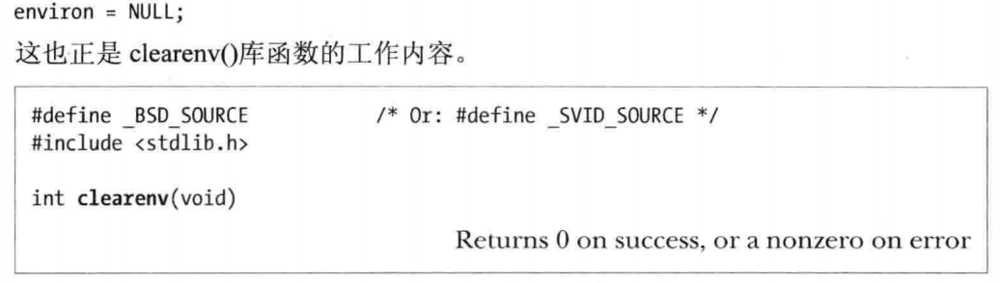 environ = NULL;
这也正是 clearenv()库函数的工作内容。
#define _BSD_SOURCE /* Or: #define _SVID_SOURCE */
#include <stdlib.h>
int clearenv(void)
Returns 0 on success, or a nonzero on error